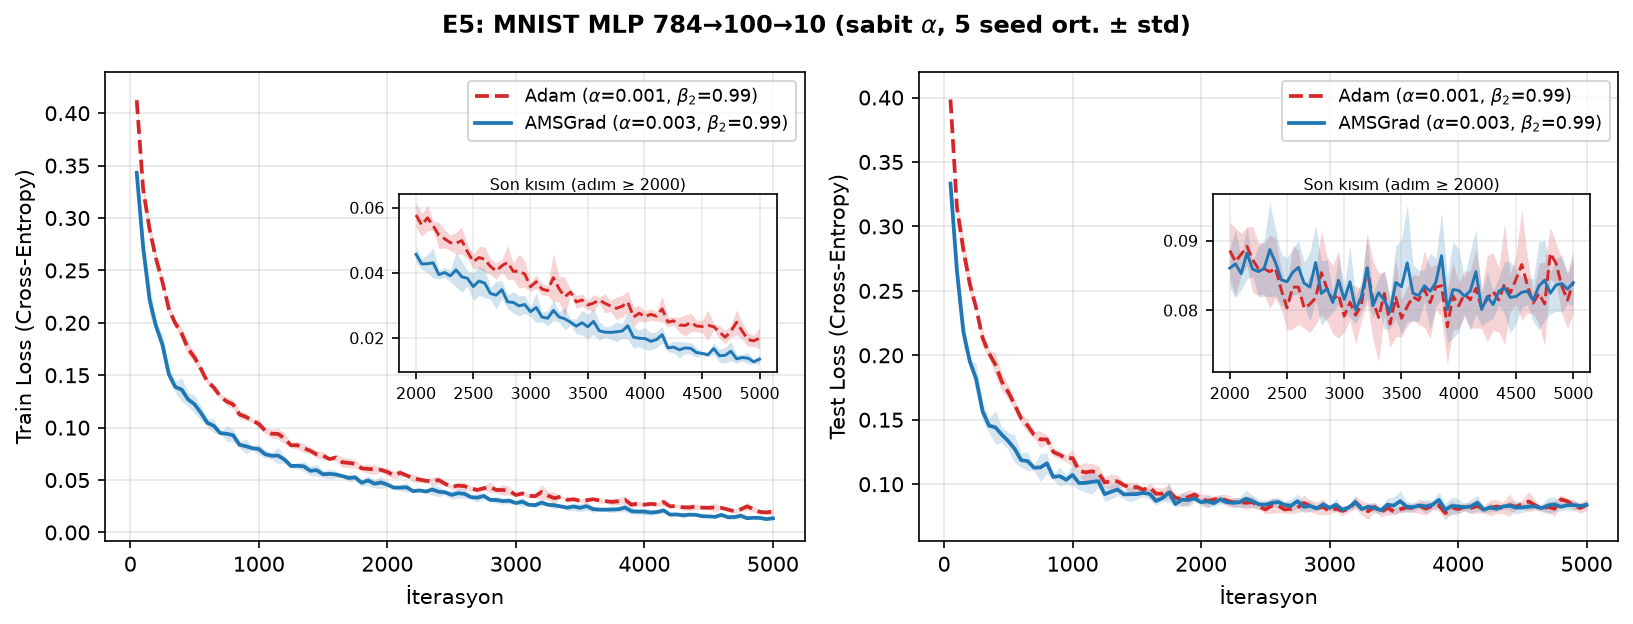 E5: MNIST MLP 784→100→10 (sabit α, 5 seed ort. ± std)
Train Loss (Cross-Entropy)
0.40
0.35
0.30
0.25
0.20
0.15
0.10
0.05
0.00
Adam (α=0.001, β₂=0.99)
AMSGrad (α=0.003, β₂=0.99)
Son kısım (adım ≥ 2000)
0.06
0.04
0.02
2000 2500 3000 3500 4000 4500 5000
0 1000 2000 3000 4000 5000
İterasyon
Test Loss (Cross-Entropy)
0.40
0.35
0.30
0.25
0.20
0.15
0.10
Adam (α=0.001, β₂=0.99)
AMSGrad (α=0.003, β₂=0.99)
Son kısım (adım ≥ 2000)
0.09
0.08
2000 2500 3000 3500 4000 4500 5000
0 1000 2000 3000 4000 5000
İterasyon